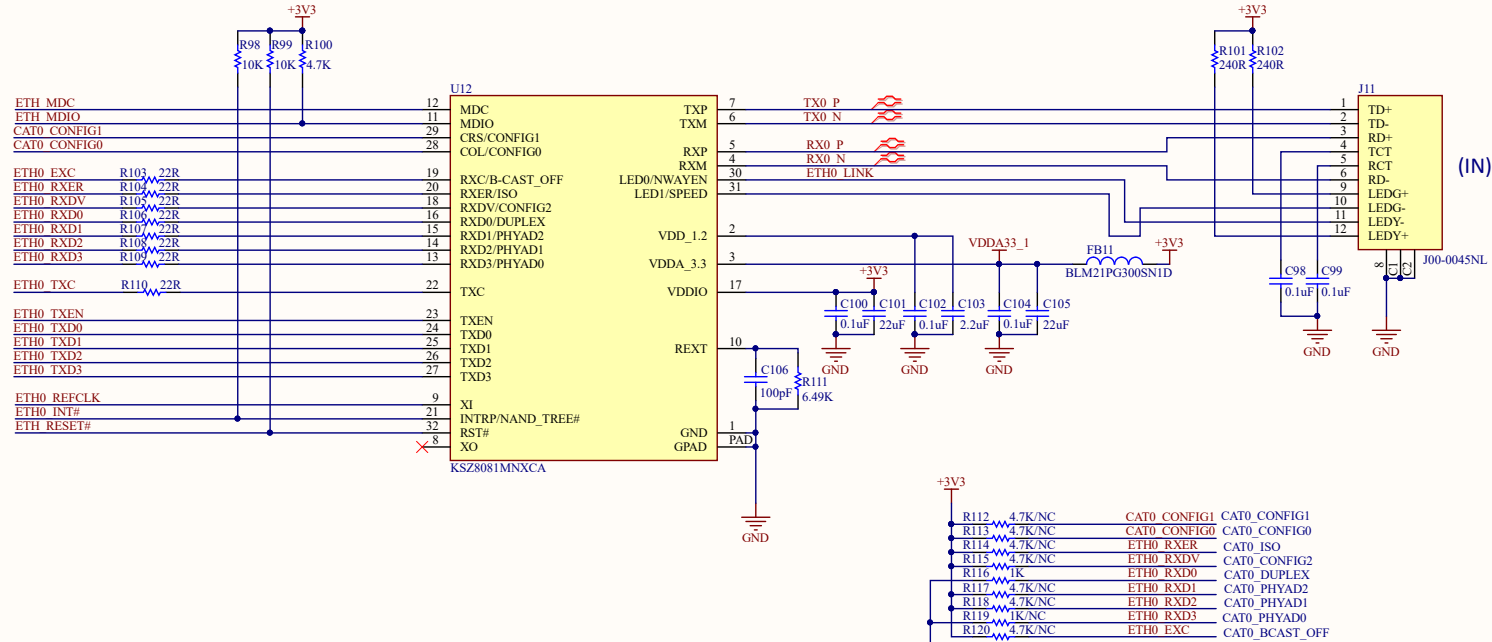 +3V3
+3V3
R98 R99 R100
10K 10K 4.7K
R101 R102
240R 240R
U12
J11
ETH_MDC 12 MDC TXP 7 TX0_P 1 TD+
ETH_MDIO 11 MDIO TXM 6 TX0_N 2 TD-
CAT0_CONFIG1 29 CRS/CONFIG1 3 RD+
CAT0_CONFIG0 28 COL/CONFIG0 RXP 5 RX0_P 4 TCT
RXM 4 RX0_N 5 RCT
ETH0_EXC R103 22R 19 RXC/B-CAST_OFF LED0/NWAYEN 30 ETH0_LINK 6 RD-
(IN)
ETH0_RXER R104 22R 20 RXER/ISO LED1/SPEED 31 9 LEDG+
ETH0_RXDV R105 22R 18 RXDV/CONFIG2 10 LEDG-
ETH0_RXD0 R106 22R 16 RXD0/DUPLEX 11 LEDY-
ETH0_RXD1 R107 22R 15 RXD1/PHYAD2 VDD_1.2 2 12 LEDY+
ETH0_RXD2 R108 22R 14 RXD2/PHYAD1 VDDA33_1 FB11 +3V3
ETH0_RXD3 R109 22R 13 RXD3/PHYAD0 VDDA_3.3 3 BLM21PG300SN1D
8 C1 C2
J00-0045NL
+3V3
ETH0_TXC R110 22R 22 TXC VDDIO 17
C98 C99
0.1uF 0.1uF
C100 C101 C102 C103 C104 C105
0.1uF 22uF 0.1uF 2.2uF 0.1uF 22uF
ETH0_TXEN 23 TXEN
ETH0_TXD0 24 TXD0
ETH0_TXD1 25 TXD1 REXT 10
ETH0_TXD2 26 TXD2
ETH0_TXD3 27 TXD3
GND GND GND GND GND
C106 R111
100pF 6.49K
ETH0_REFCLK 9 XI
ETH0_INT# 21 INTRP/NAND_TREE#
ETH_RESET# 32 RST# GND 1
8 XO GPAD PAD
KSZ8081MNXCA
GND
+3V3
R112 4.7K/NC CAT0_CONFIG1 CAT0_CONFIG1
R113 4.7K/NC CAT0_CONFIG0 CAT0_CONFIG0
R114 4.7K/NC ETH0_RXER CAT0_ISO
R115 4.7K/NC ETH0_RXDV CAT0_CONFIG2
R116 1K ETH0_RXD0 CAT0_DUPLEX
R117 4.7K/NC ETH0_RXD1 CAT0_PHYAD2
R118 4.7K/NC ETH0_RXD2 CAT0_PHYAD1
R119 1K/NC ETH0_RXD3 CAT0_PHYAD0
R120 4.7K/NC ETH0_EXC CAT0_BCAST_OFF